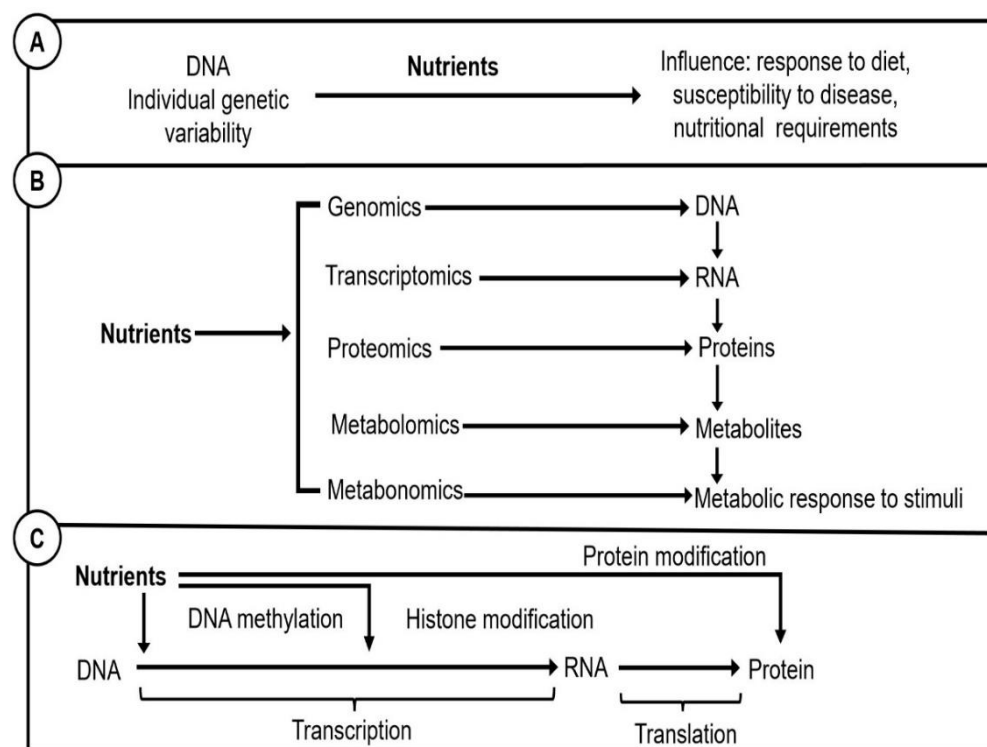 A
DNA
Individual genetic
variability
Nutrients
Influence: response to diet,
susceptibility to disease,
nutritional requirements
B
Nutrients
Genomics
DNA
Transcriptomics
RNA
Proteomics
Proteins
Metabolomics
Metabolites
Metabonomics
Metabolic response to stimuli
C
Nutrients
Protein modification
DNA methylation
Histone modification
DNA
RNA
Protein
Transcription
Translation